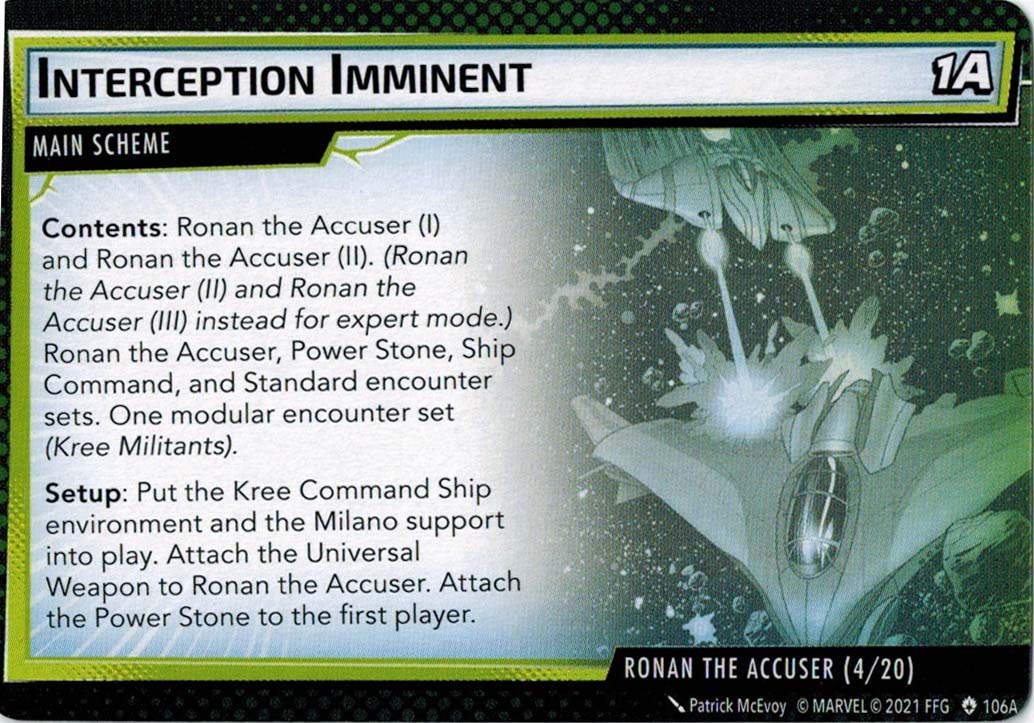 INTERCEPTION IMMINENT
1A
MAIN SCHEME
Contents: Ronan the Accuser (I)
and Ronan the Accuser (II). (Ronan
the Accuser (II) and Ronan the
Accuser (III) instead for expert mode.)
Ronan the Accuser, Power Stone, Ship
Command, and Standard encounter
sets. One modular encounter set
(Kree Militants).
Setup: Put the Kree Command Ship
environment and the Milano support
into play. Attach the Universal
Weapon to Ronan the Accuser. Attach
the Power Stone to the first player.
RONAN THE ACCUSER (4/20)
Patrick McEvoy © MARVEL © 2021 FFG 106A